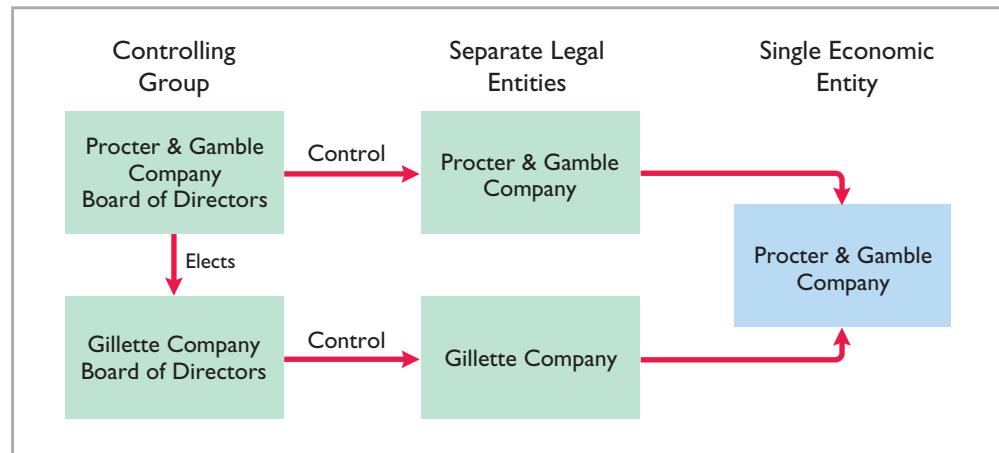 Controlling
Group
Separate Legal
Entities
Single Economic
Entity
Procter & Gamble
Company
Board of Directors
Control
Procter & Gamble
Company
Elects
Procter & Gamble
Company
Gillette Company
Board of Directors
Control
Gillette Company